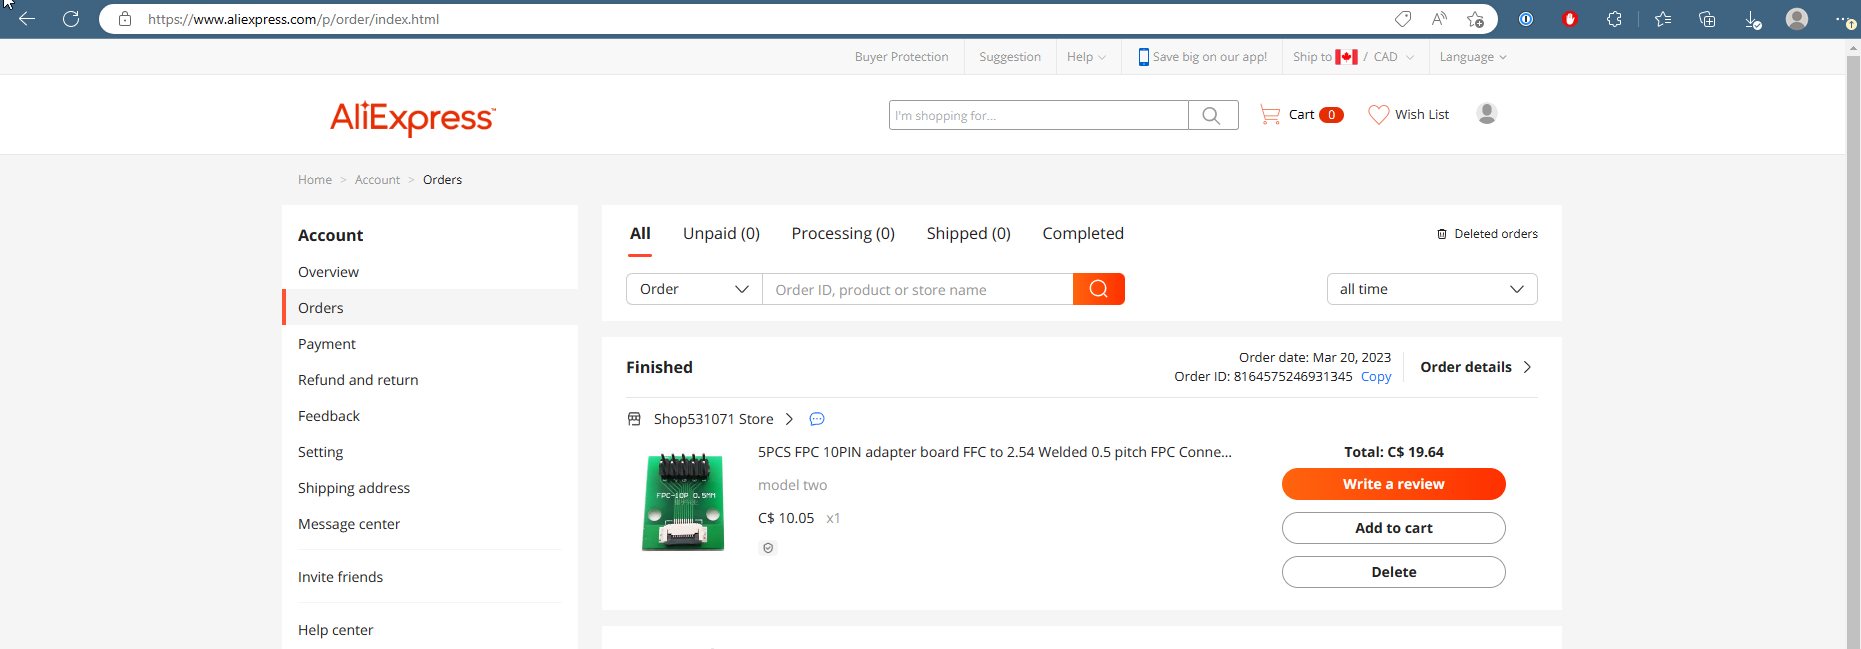 https://www.aliexpress.com/p/order/index.html
Buyer Protection
Suggestion
Help
Save big on our app!
Ship to / CAD
Language
AliExpress™
I'm shopping for...
Cart 0
Wish List
Home > Account > Orders
Account
Overview
Orders
Payment
Refund and return
Feedback
Setting
Shipping address
Message center
Invite friends
Help center
All
Unpaid (0)
Processing (0)
Shipped (0)
Completed
Deleted orders
Order
Order ID, product or store name
all time
Finished
Order date: Mar 20, 2023
Order ID: 8164575246931345 Copy
Order details
Shop531071 Store
FPC-10P 0.5MM
5PCS FPC 10PIN adapter board FFC to 2.54 Welded 0.5 pitch FPC Conne...
model two
C$ 10.05 x1
Total: C$ 19.64
Write a review
Add to cart
Delete